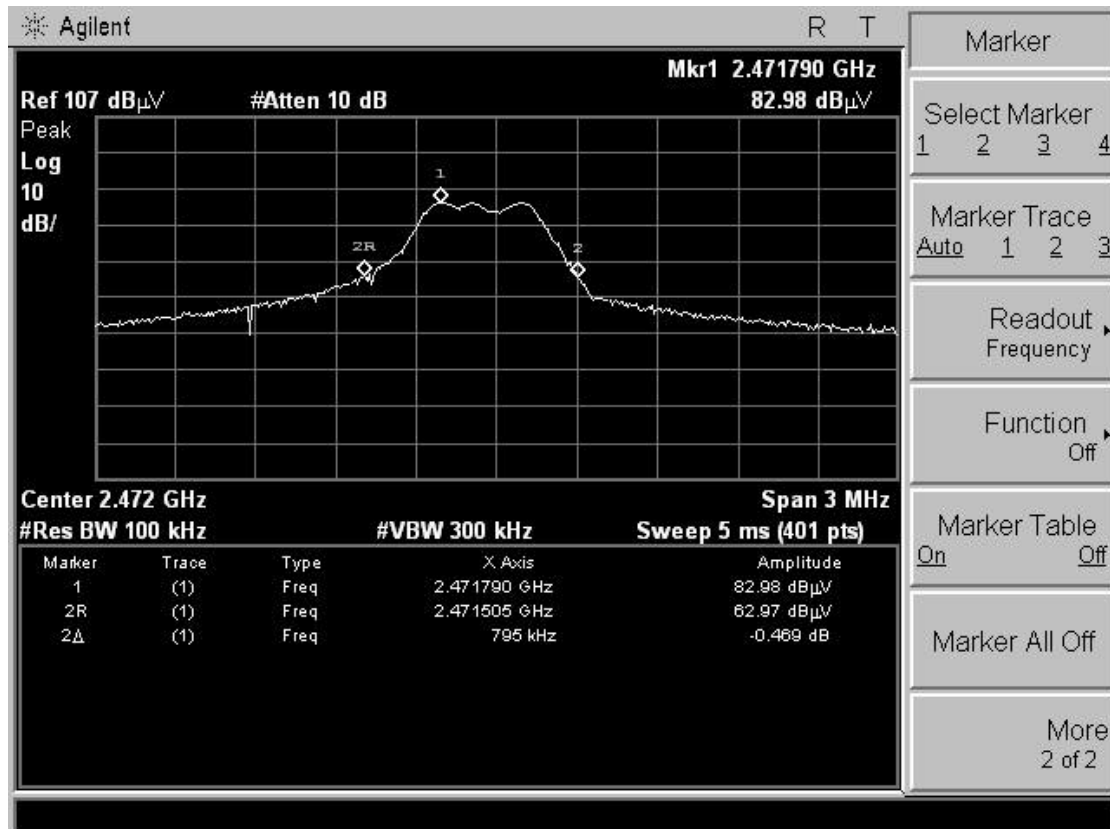 Agilent R T
Mkr1 2.471790 GHz
Ref 107 dBµV #Atten 10 dB 82.98 dBµV
Peak
Log
10
dB/
1
2R
2
Center 2.472 GHz Span 3 MHz
#Res BW 100 kHz #VBW 300 kHz Sweep 5 ms (401 pts)
Marker Trace Type X Axis Amplitude
1 (1) Freq 2.471790 GHz 82.98 dBµV
2R (1) Freq 2.471505 GHz 62.97 dBµV
2Δ (1) Freq 795 kHz -0.469 dB
Marker
Select Marker
1 2 3 4
Marker Trace
Auto 1 2 3
Readout
Frequency
Function
Off
Marker Table
On Off
Marker All Off
More
2 of 2